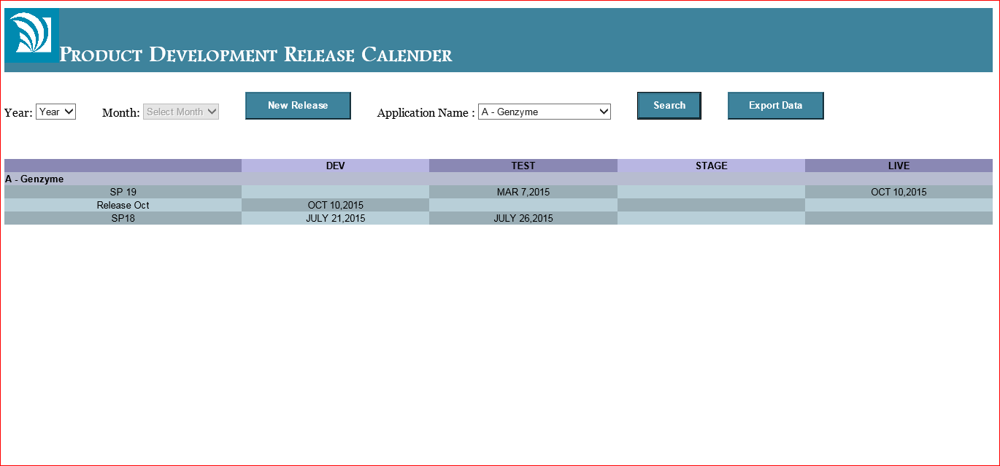 Product Development Release Calender
Year: Year Month: Select Month New Release Application Name : A - Genzyme Search Export Data
DEV TEST STAGE LIVE
A - Genzyme
SP 19 MAR 7,2015 OCT 10,2015
Release Oct OCT 10,2015
SP18 JULY 21,2015 JULY 26,2015